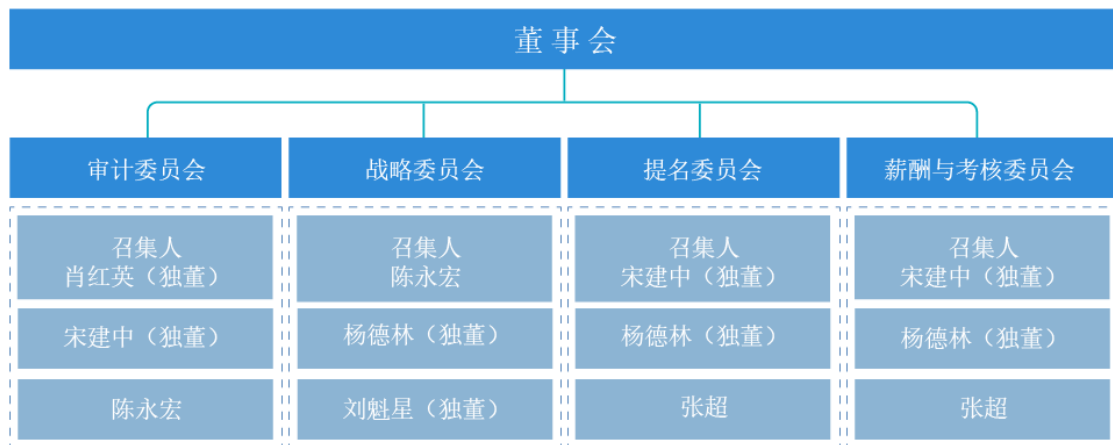 董事会
审计委员会
战略委员会
提名委员会
薪酬与考核委员会
召集人
肖红英（独董）
召集人
陈永宏
召集人
宋建中（独董）
召集人
宋建中（独董）
宋建中（独董）
杨德林（独董）
杨德林（独董）
杨德林（独董）
陈永宏
刘魁星（独董）
张超
张超